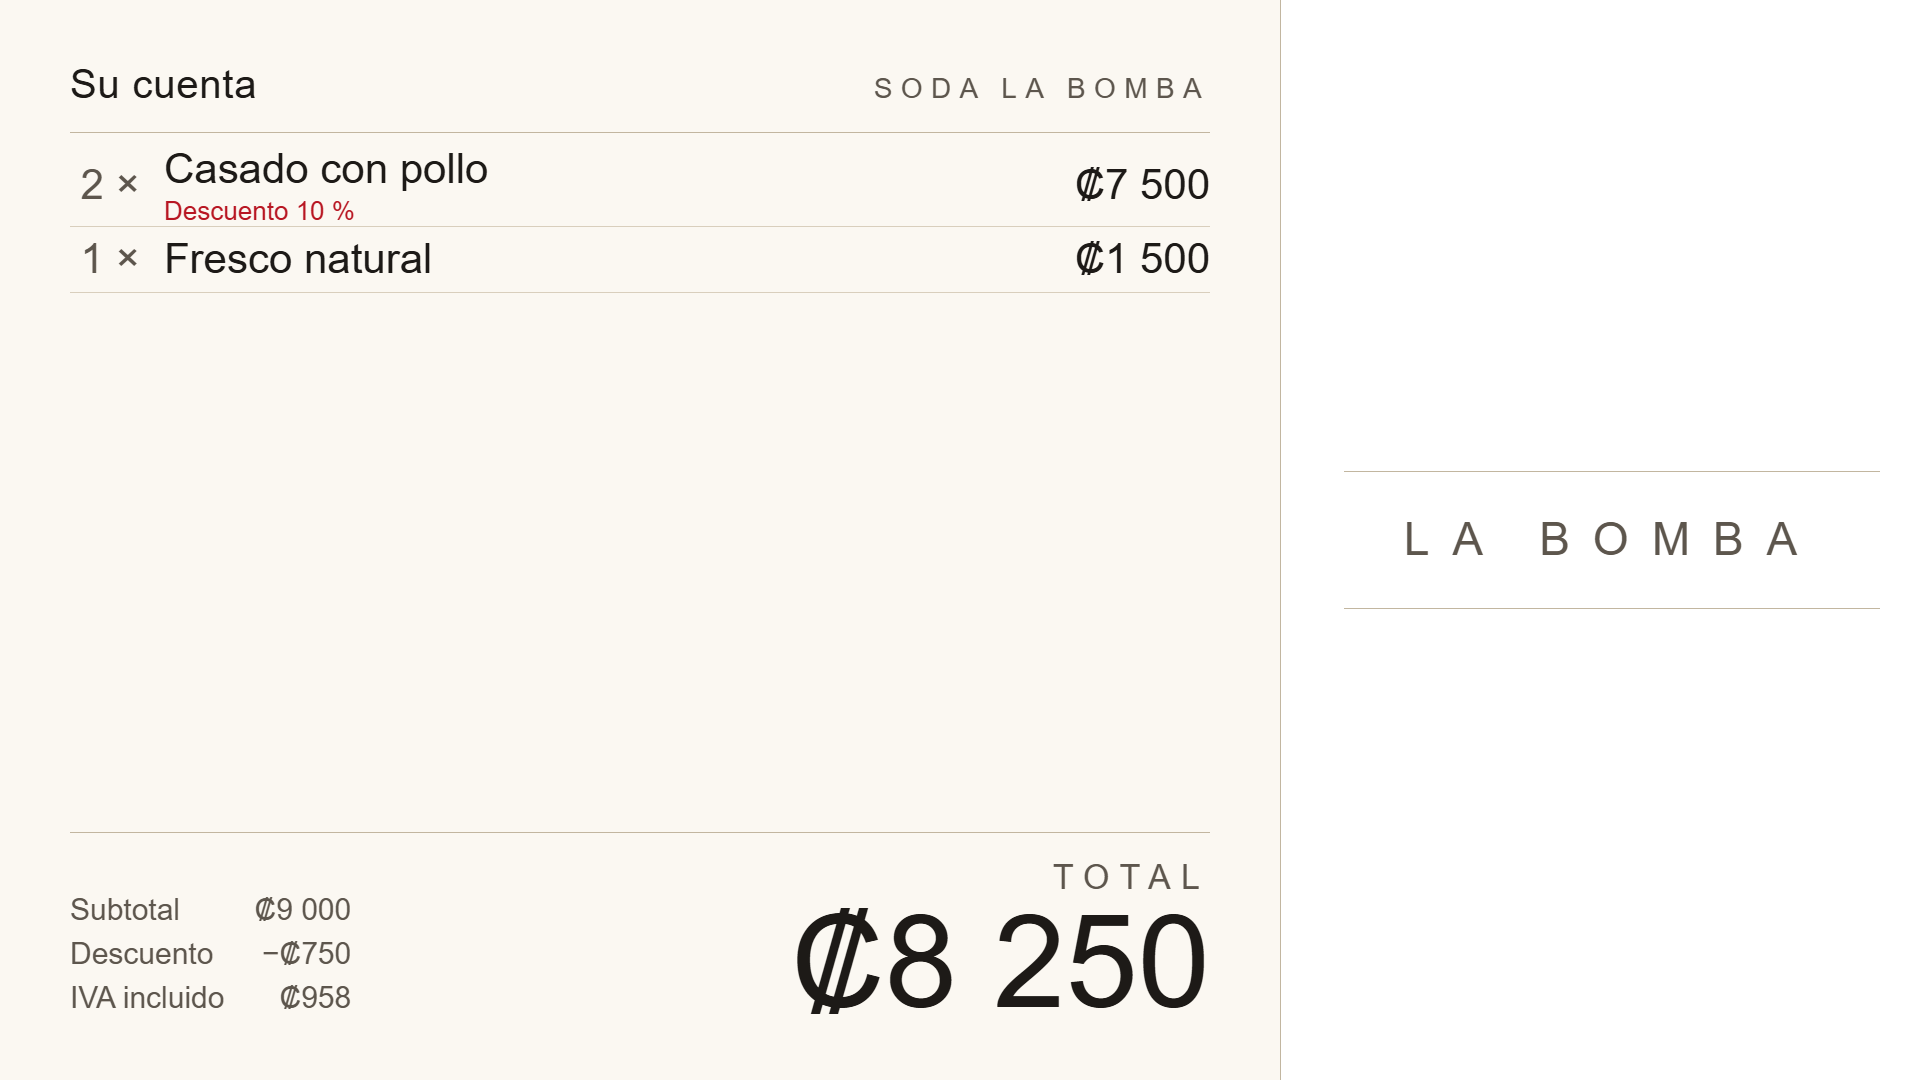 Su cuenta
SODA LA BOMBA
2 × Casado con pollo ₡7 500
Descuento 10 %
1 × Fresco natural ₡1 500
Subtotal ₡9 000
Descuento −₡750
IVA incluido ₡958
TOTAL
₡8 250
LA BOMBA